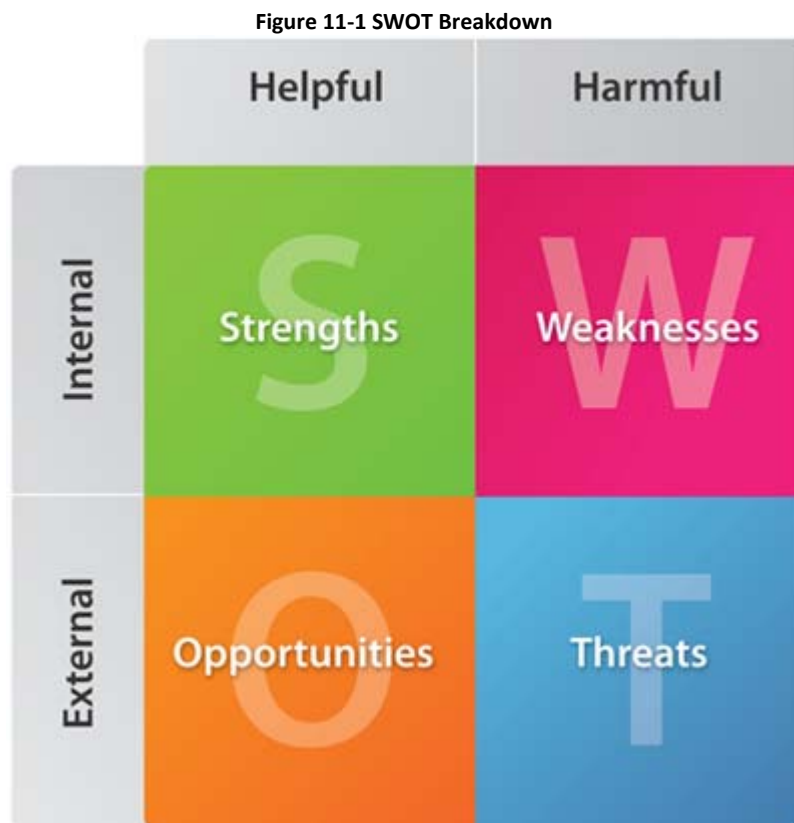 Figure 11-1 SWOT Breakdown
Helpful
Harmful
Internal
S
Strengths
W
Weaknesses
External
O
Opportunities
T
Threats